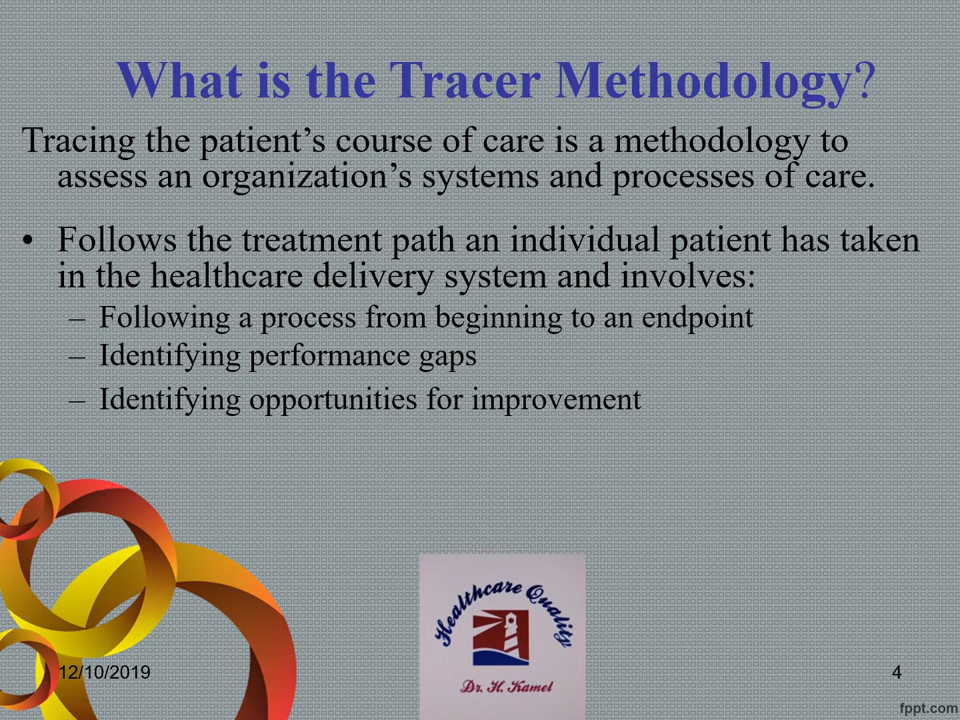 What is the Tracer Methodology?
Tracing the patient’s course of care is a methodology to
assess an organization’s systems and processes of care.
• Follows the treatment path an individual patient has taken
in the healthcare delivery system and involves:
– Following a process from beginning to an endpoint
– Identifying performance gaps
– Identifying opportunities for improvement
Healthcare Quality
Dr. H. Kamel
12/10/2019
4
fppt.com